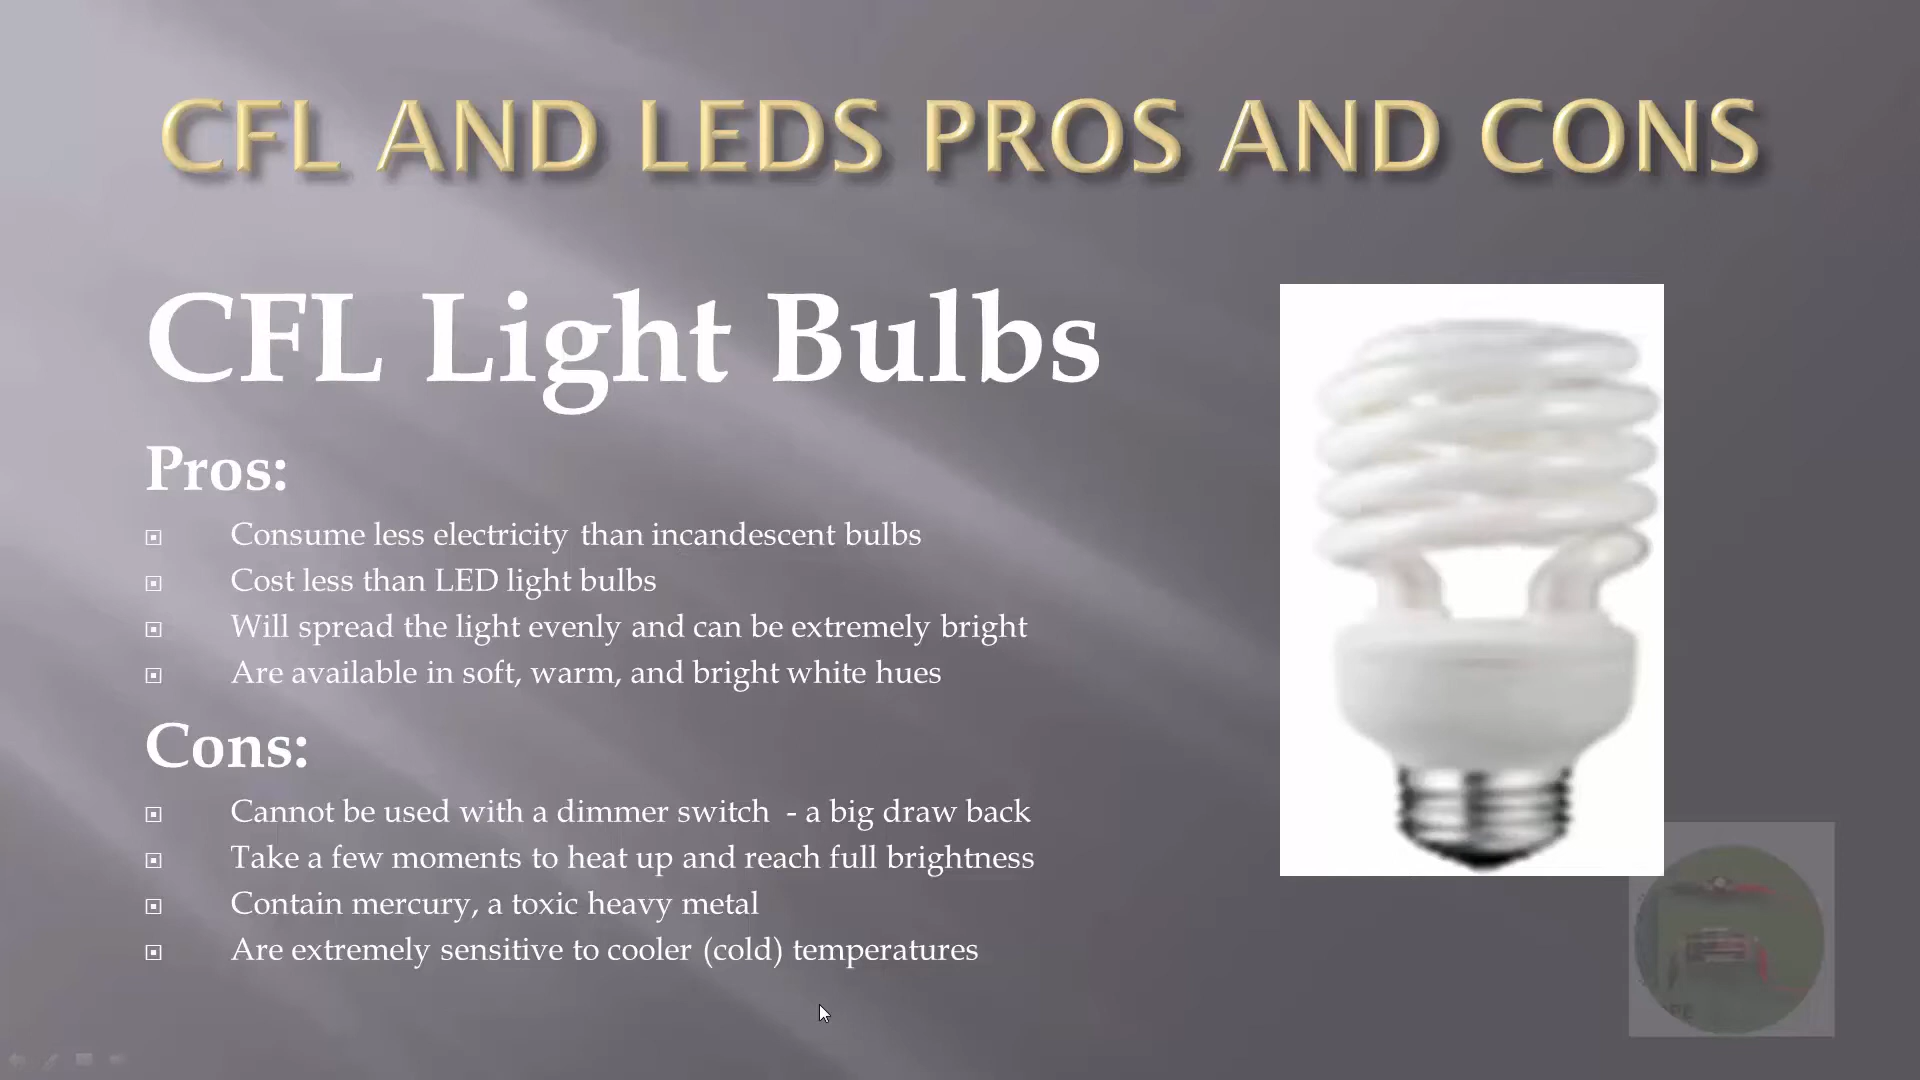 CFL AND LEDS PROS AND CONS
CFL Light Bulbs
Pros:
Consume less electricity than incandescent bulbs
Cost less than LED light bulbs
Will spread the light evenly and can be extremely bright
Are available in soft, warm, and bright white hues
Cons:
Cannot be used with a dimmer switch - a big draw back
Take a few moments to heat up and reach full brightness
Contain mercury, a toxic heavy metal
Are extremely sensitive to cooler (cold) temperatures